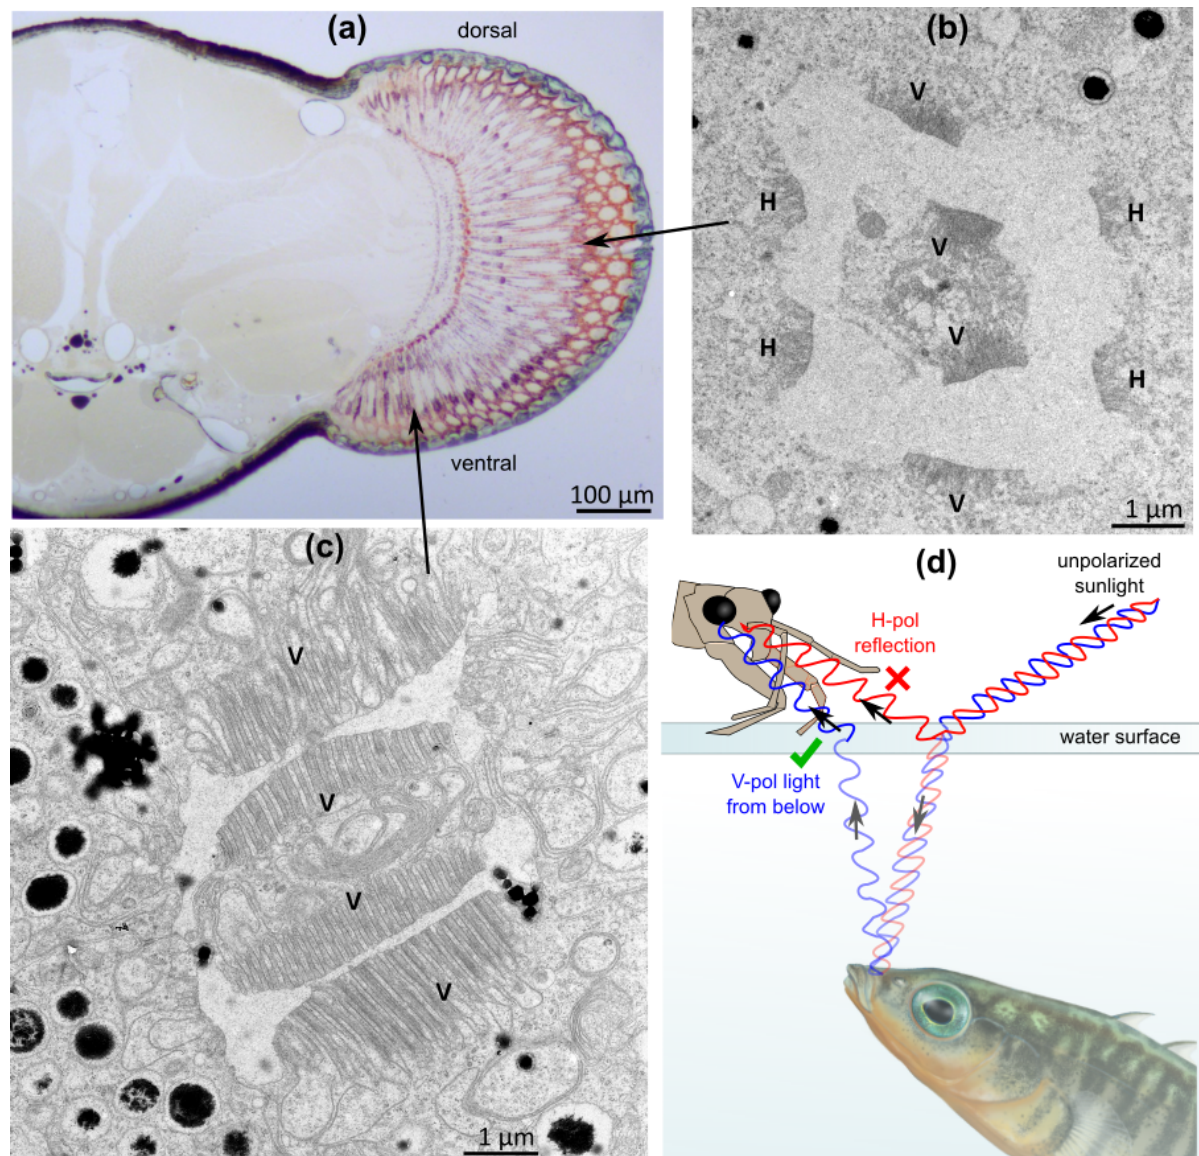 (a)
dorsal
ventral
100 µm
(b)
V
H
H
V
V
H
H
V
1 µm
(c)
V
V
V
V
1 µm
(d)
unpolarized
sunlight
H-pol
reflection
water surface
V-pol light
from below